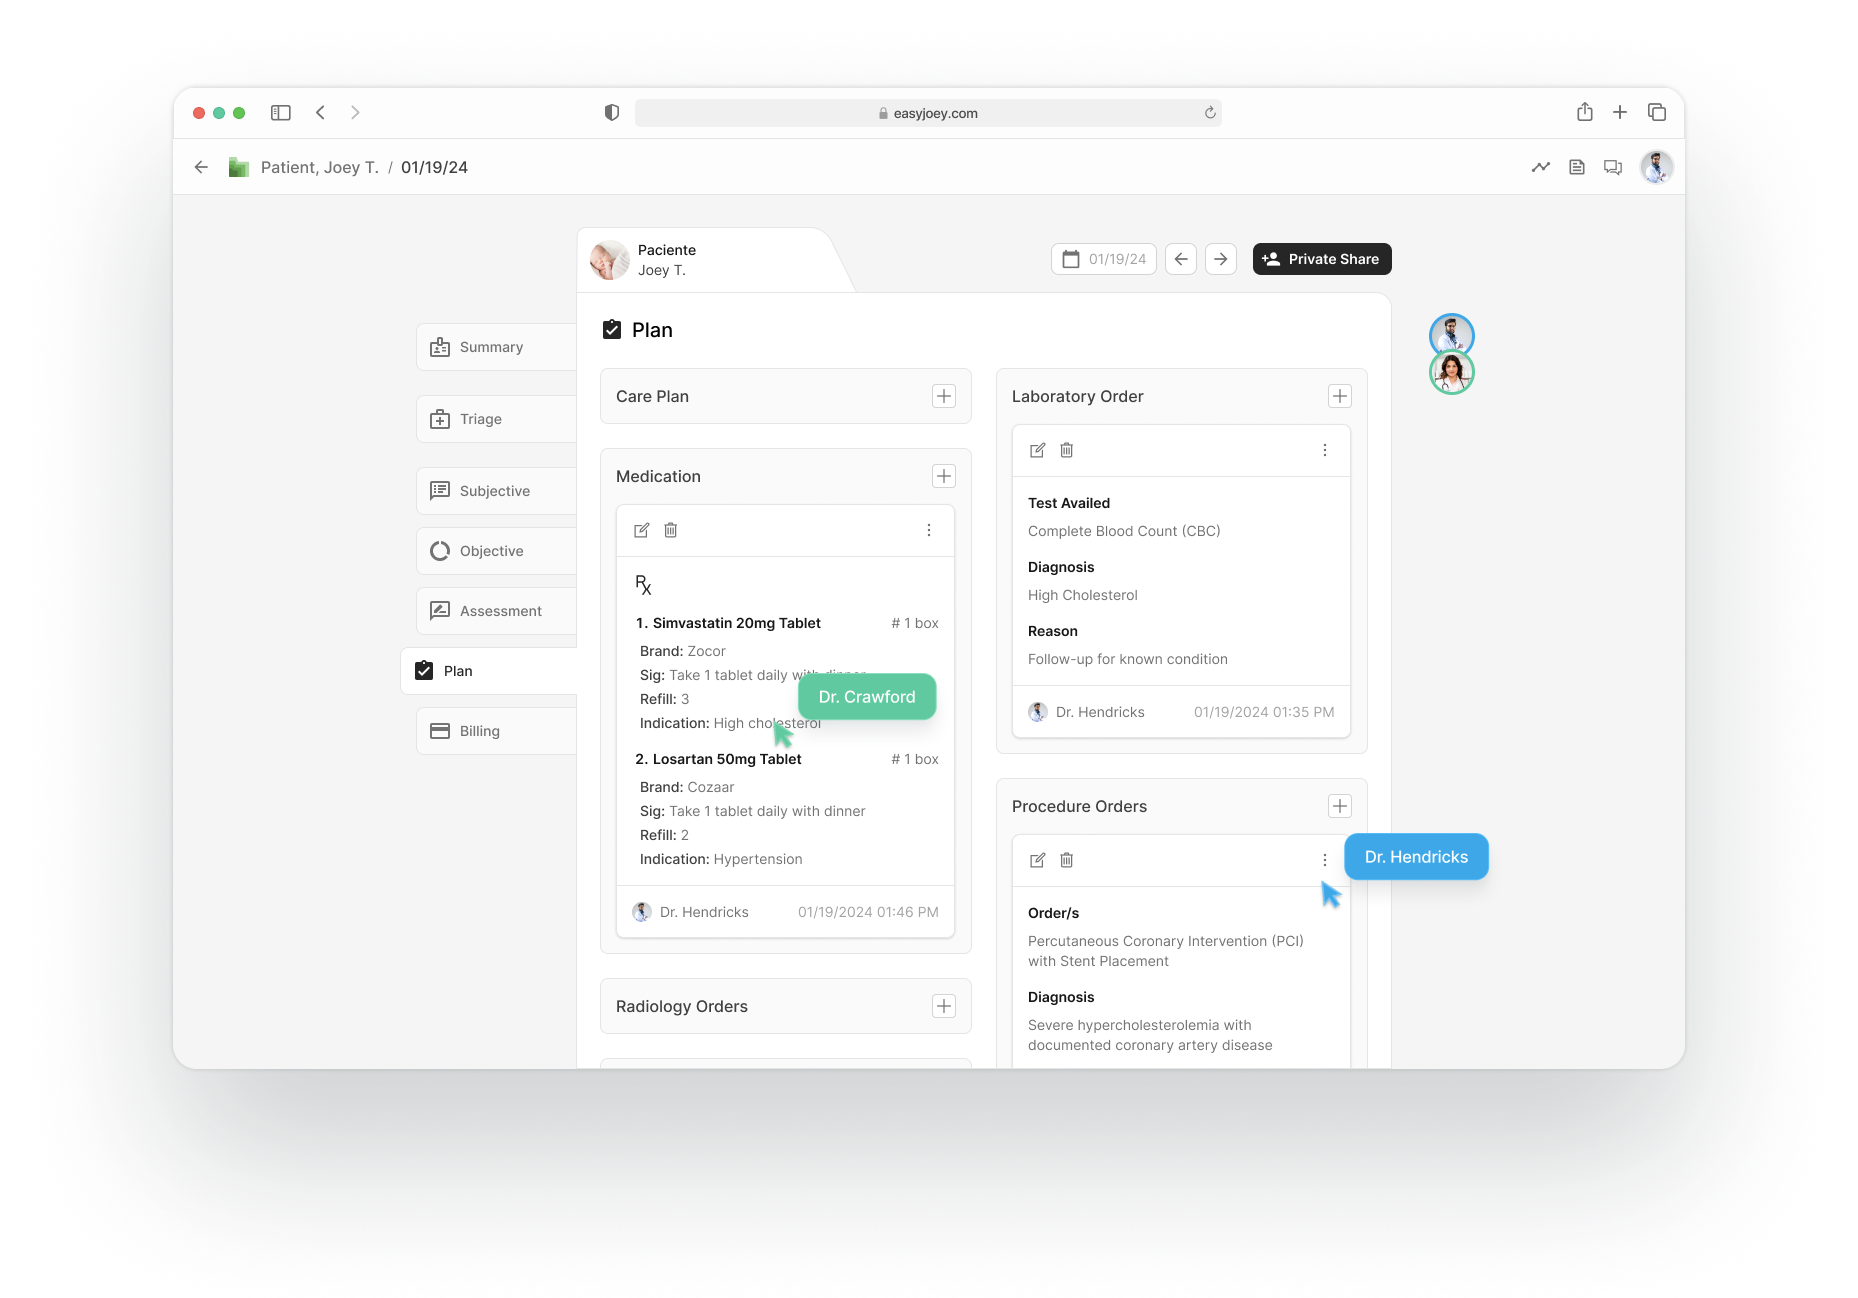 easyjoey.com
Patient, Joey T. / 01/19/24
Paciente
Joey T.
01/19/24
Private Share
Summary
Triage
Subjective
Objective
Assessment
Plan
Billing
Plan
Care Plan
Medication
Rx
1. Simvastatin 20mg Tablet # 1 box
Brand: Zocor
Sig: Take 1 tablet daily with dinner
Refill: 3
Indication: High cholesterol
Dr. Crawford
2. Losartan 50mg Tablet # 1 box
Brand: Cozaar
Sig: Take 1 tablet daily with dinner
Refill: 2
Indication: Hypertension
Dr. Hendricks 01/19/2024 01:46 PM
Radiology Orders
Laboratory Order
Test Availed
Complete Blood Count (CBC)
Diagnosis
High Cholesterol
Reason
Follow-up for known condition
Dr. Hendricks 01/19/2024 01:35 PM
Procedure Orders
Dr. Hendricks
Order/s
Percutaneous Coronary Intervention (PCI)
with Stent Placement
Diagnosis
Severe hypercholesterolemia with
documented coronary artery disease